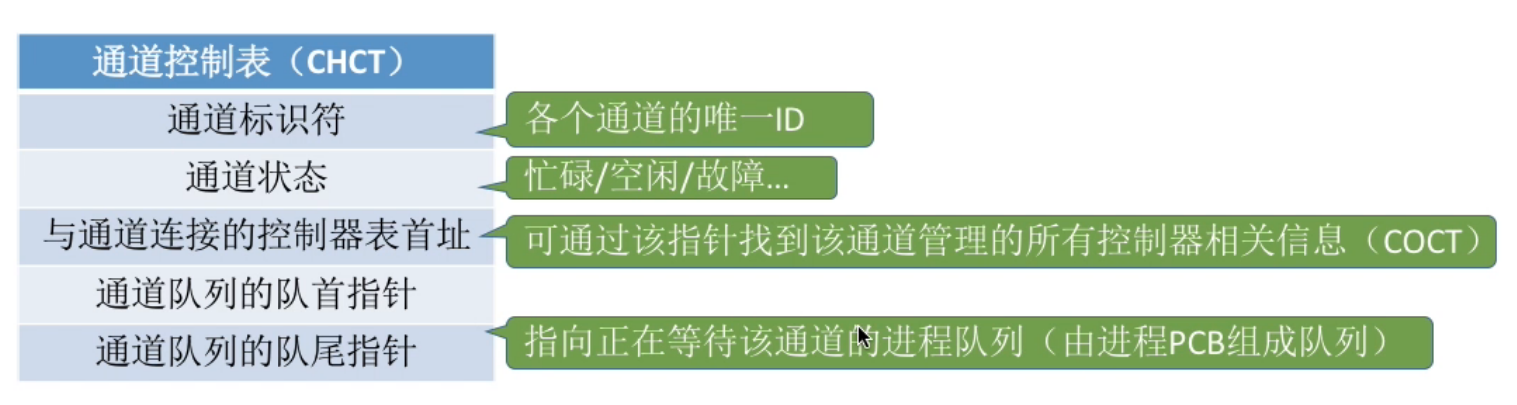 通道控制表（CHCT）
通道标识符
各个通道的唯一ID
通道状态
忙碌/空闲/故障...
与通道连接的控制器表首址
可通过该指针找到该通道管理的所有控制器相关信息（COCT）
通道队列的队首指针
通道队列的队尾指针
指向正在等待该通道的进程队列（由进程PCB组成队列）